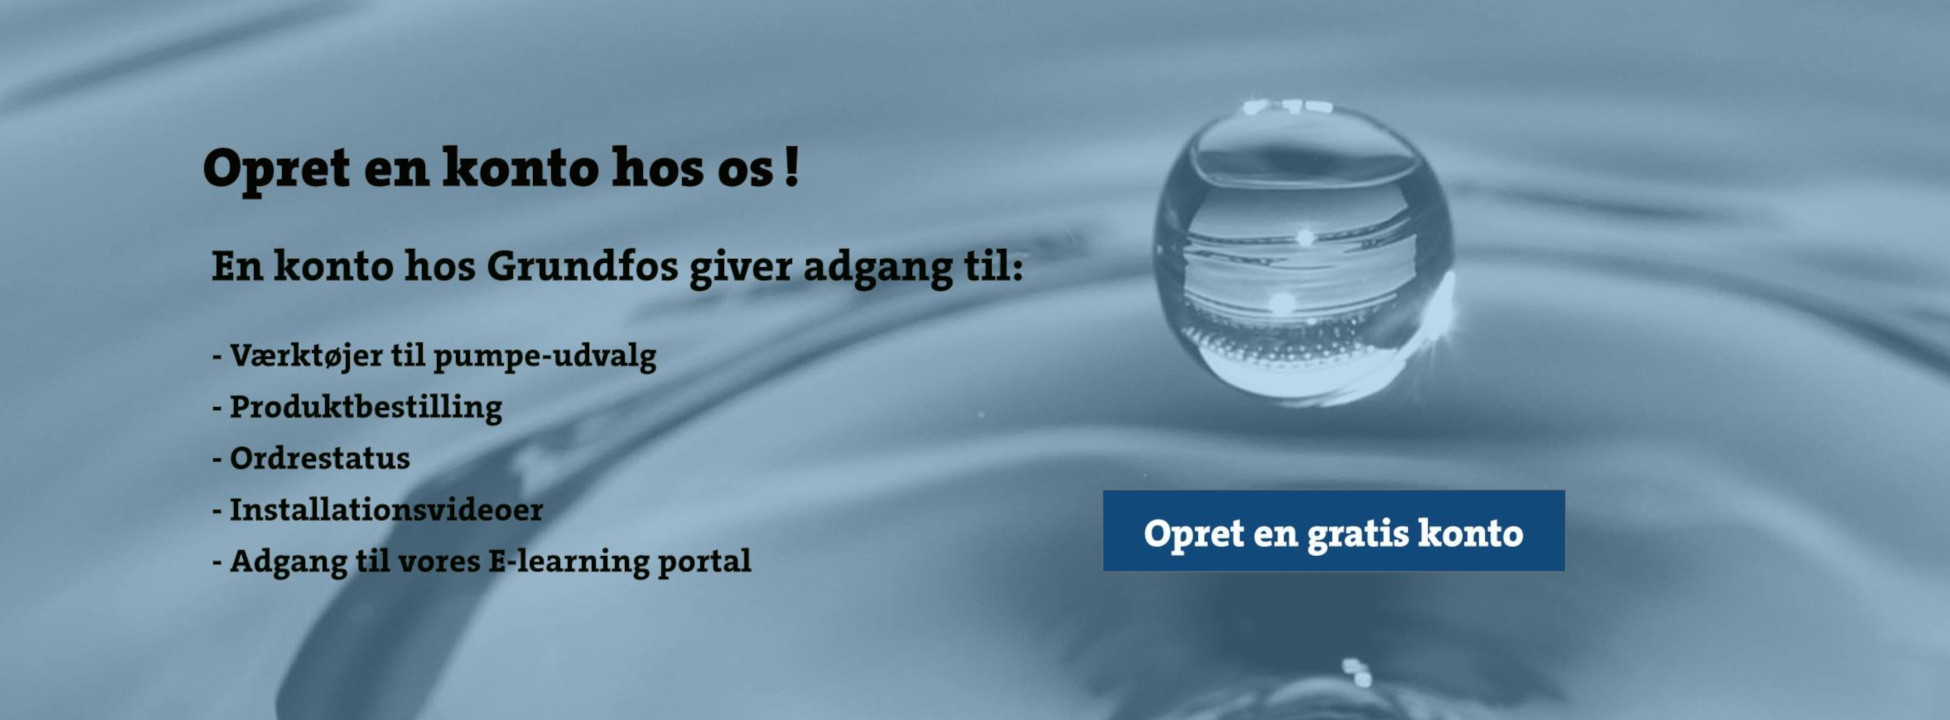 Opret en konto hos os !
En konto hos Grundfos giver adgang til:
- Værktøjer til pumpe-udvalg
- Produktbestilling
- Ordrestatus
- Installationsvideoer
- Adgang til vores E-learning portal
Opret en gratis konto